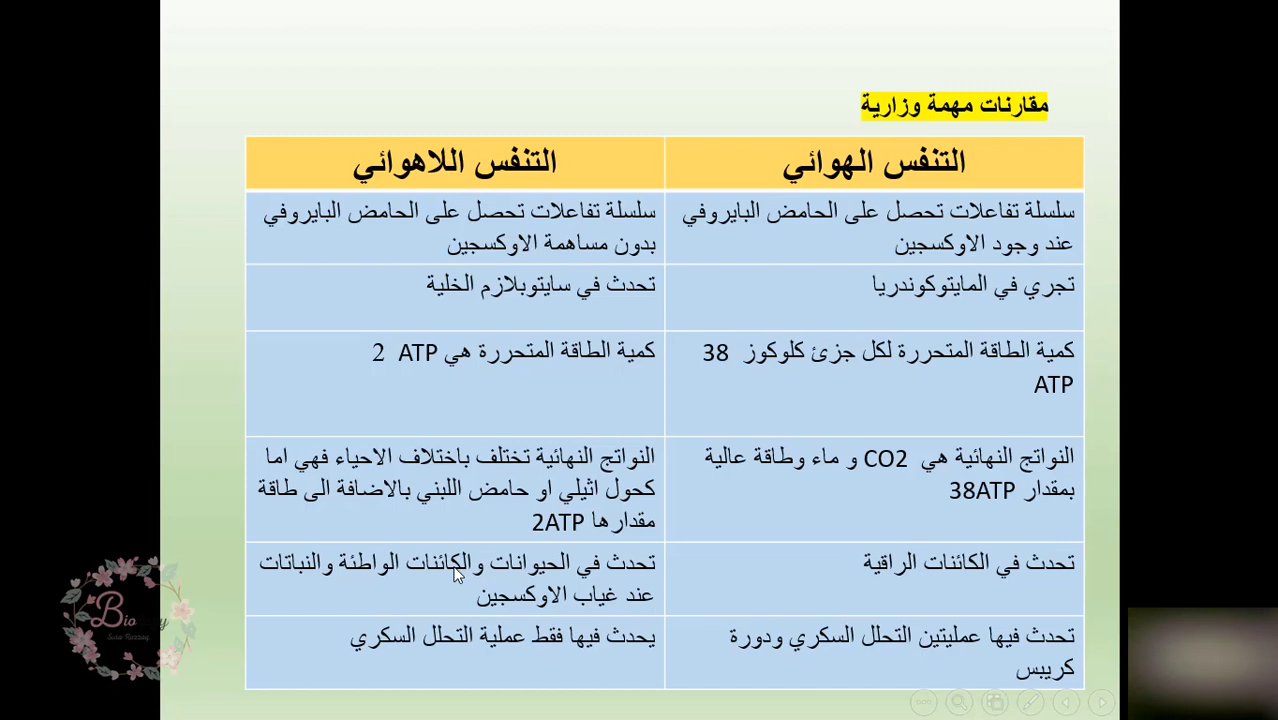 مقارنات مهمة وزارية
التنفس الهوائي
التنفس اللاهوائي
سلسلة تفاعلات تحصل على الحامض البايروفي
عند وجود الاوكسجين
سلسلة تفاعلات تحصل على الحامض البايروفي
بدون مساهمة الاوكسجين
تجري في المايتوكوندريا
تحدث في سايتوبلازم الخلية
كمية الطاقة المتحررة لكل جزئ كلوكوز 38
ATP
كمية الطاقة المتحررة هي 2 ATP
النواتج النهائية هي CO2 و ماء وطاقة عالية
بمقدار 38ATP
النواتج النهائية تختلف باختلاف الاحياء فهي اما
كحول اثيلي او حامض اللبني بالاضافة الى طاقة
مقدارها 2ATP
تحدث في الكائنات الراقية
تحدث في الحيوانات والكائنات الواطئة والنباتات
عند غياب الاوكسجين
تحدث فيها عمليتين التحلل السكري ودورة
كريبس
يحدث فيها فقط عملية التحلل السكري